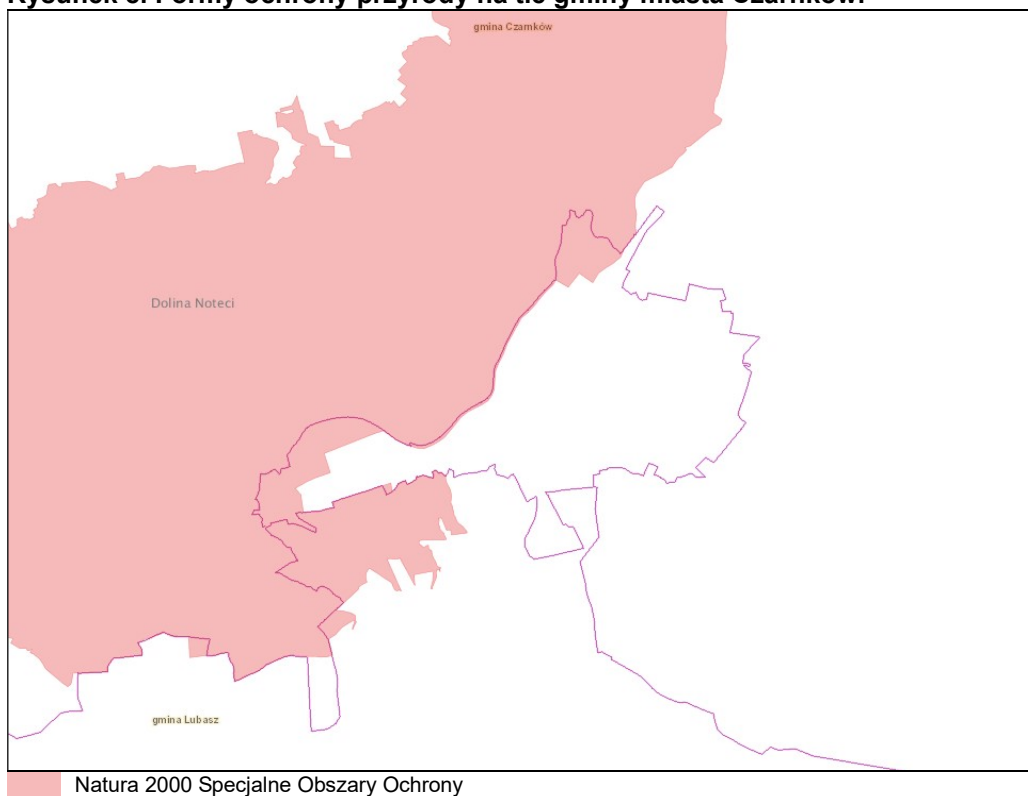 gmina Czarnków
Dolina Noteci
gmina Lubasz
Natura 2000 Specjalne Obszary Ochrony